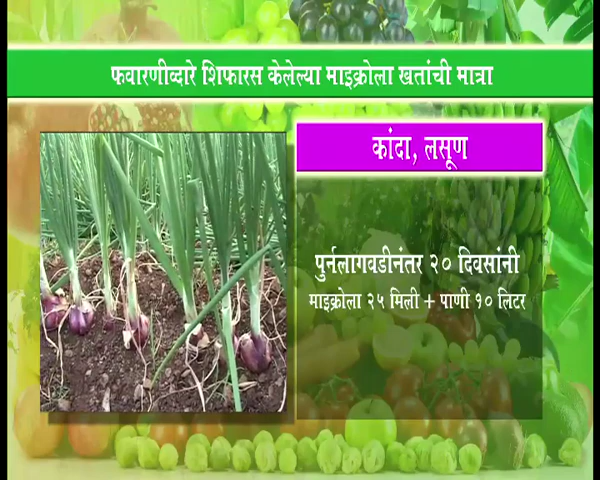 फवारणीव्दारे शिफारस केलेल्या माइक्रोला खतांची मात्रा
कांदा, लसूण
पुर्नलागवडीनंतर २० दिवसांनी
माइक्रोला २५ मिली + पाणी १० लिटर